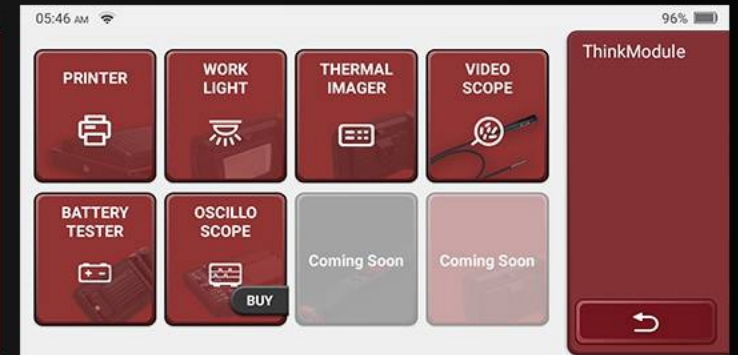 05:46 AM
96%
ThinkModule
PRINTER
WORK
LIGHT
THERMAL
IMAGER
VIDEO
SCOPE
BATTERY
TESTER
OSCILLO
SCOPE
BUY
Coming Soon
Coming Soon